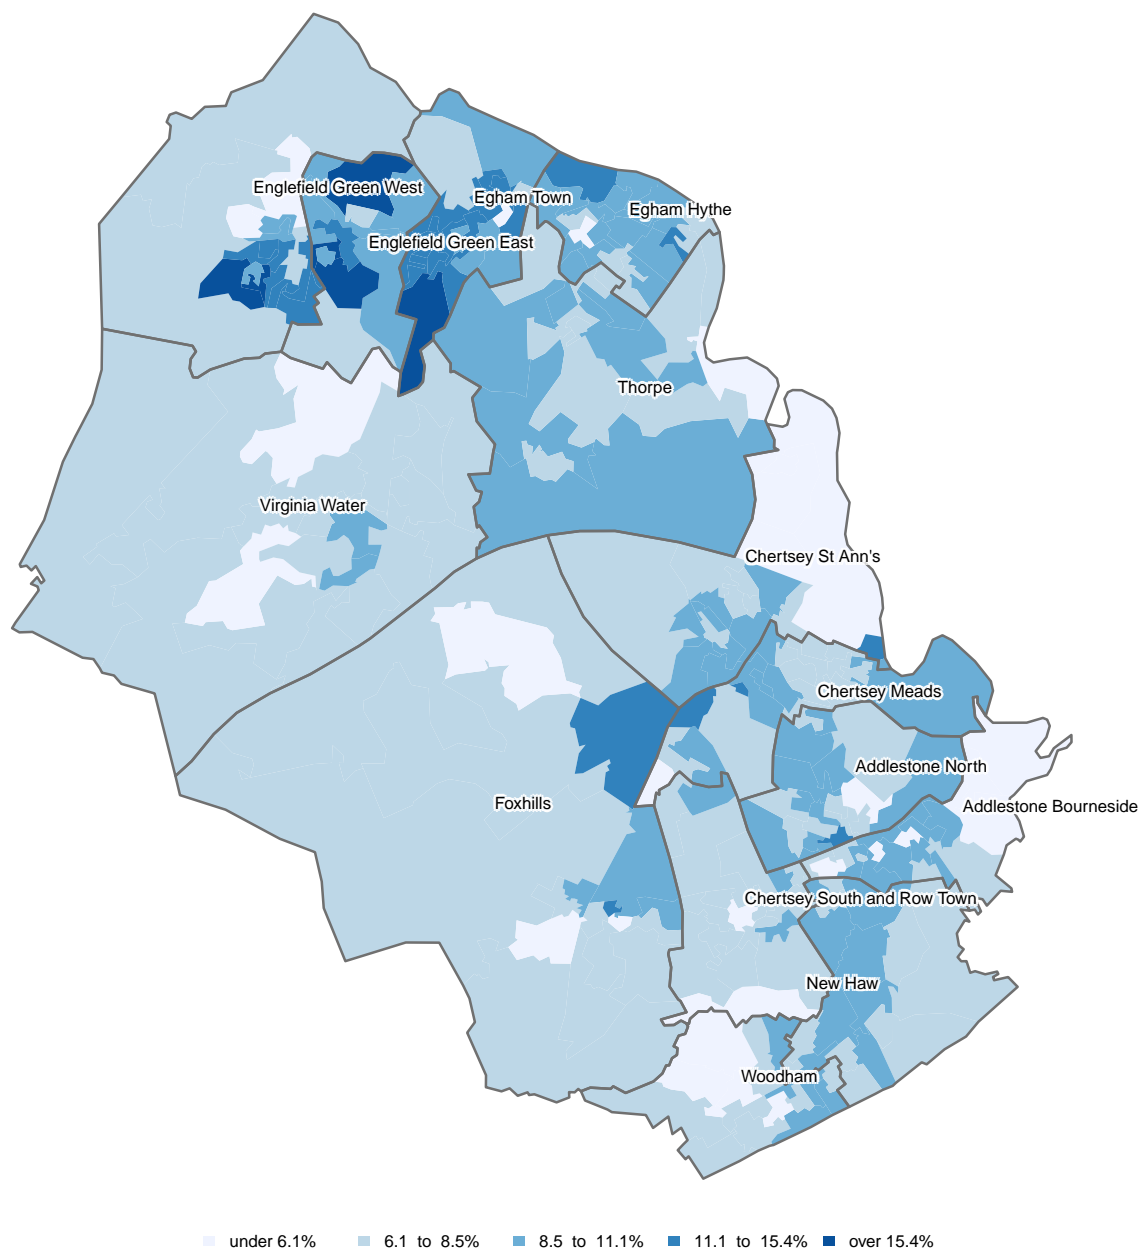 Englefield Green West
Egham Town
Egham Hythe
Englefield Green East
Thorpe
Virginia Water
Chertsey St Ann's
Chertsey Meads
Addlestone North
Foxhills
Addlestone Bourneside
Chertsey South and Row Town
New Haw
Woodham
under 6.1% 6.1 to 8.5% 8.5 to 11.1% 11.1 to 15.4% over 15.4%